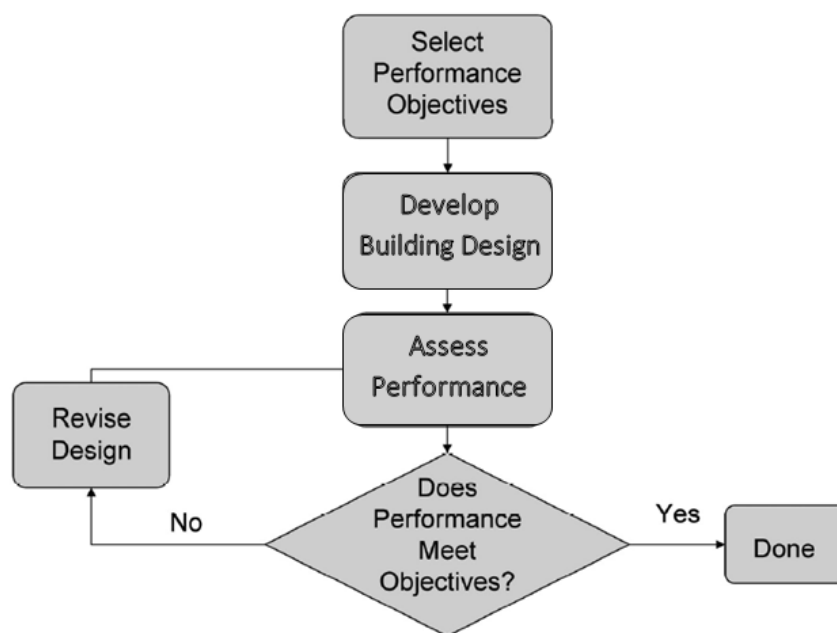 Select
Performance
Objectives
Develop
Building Design
Assess
Performance
Revise
Design
Does
Performance
Meet
Objectives?
No
Yes
Done